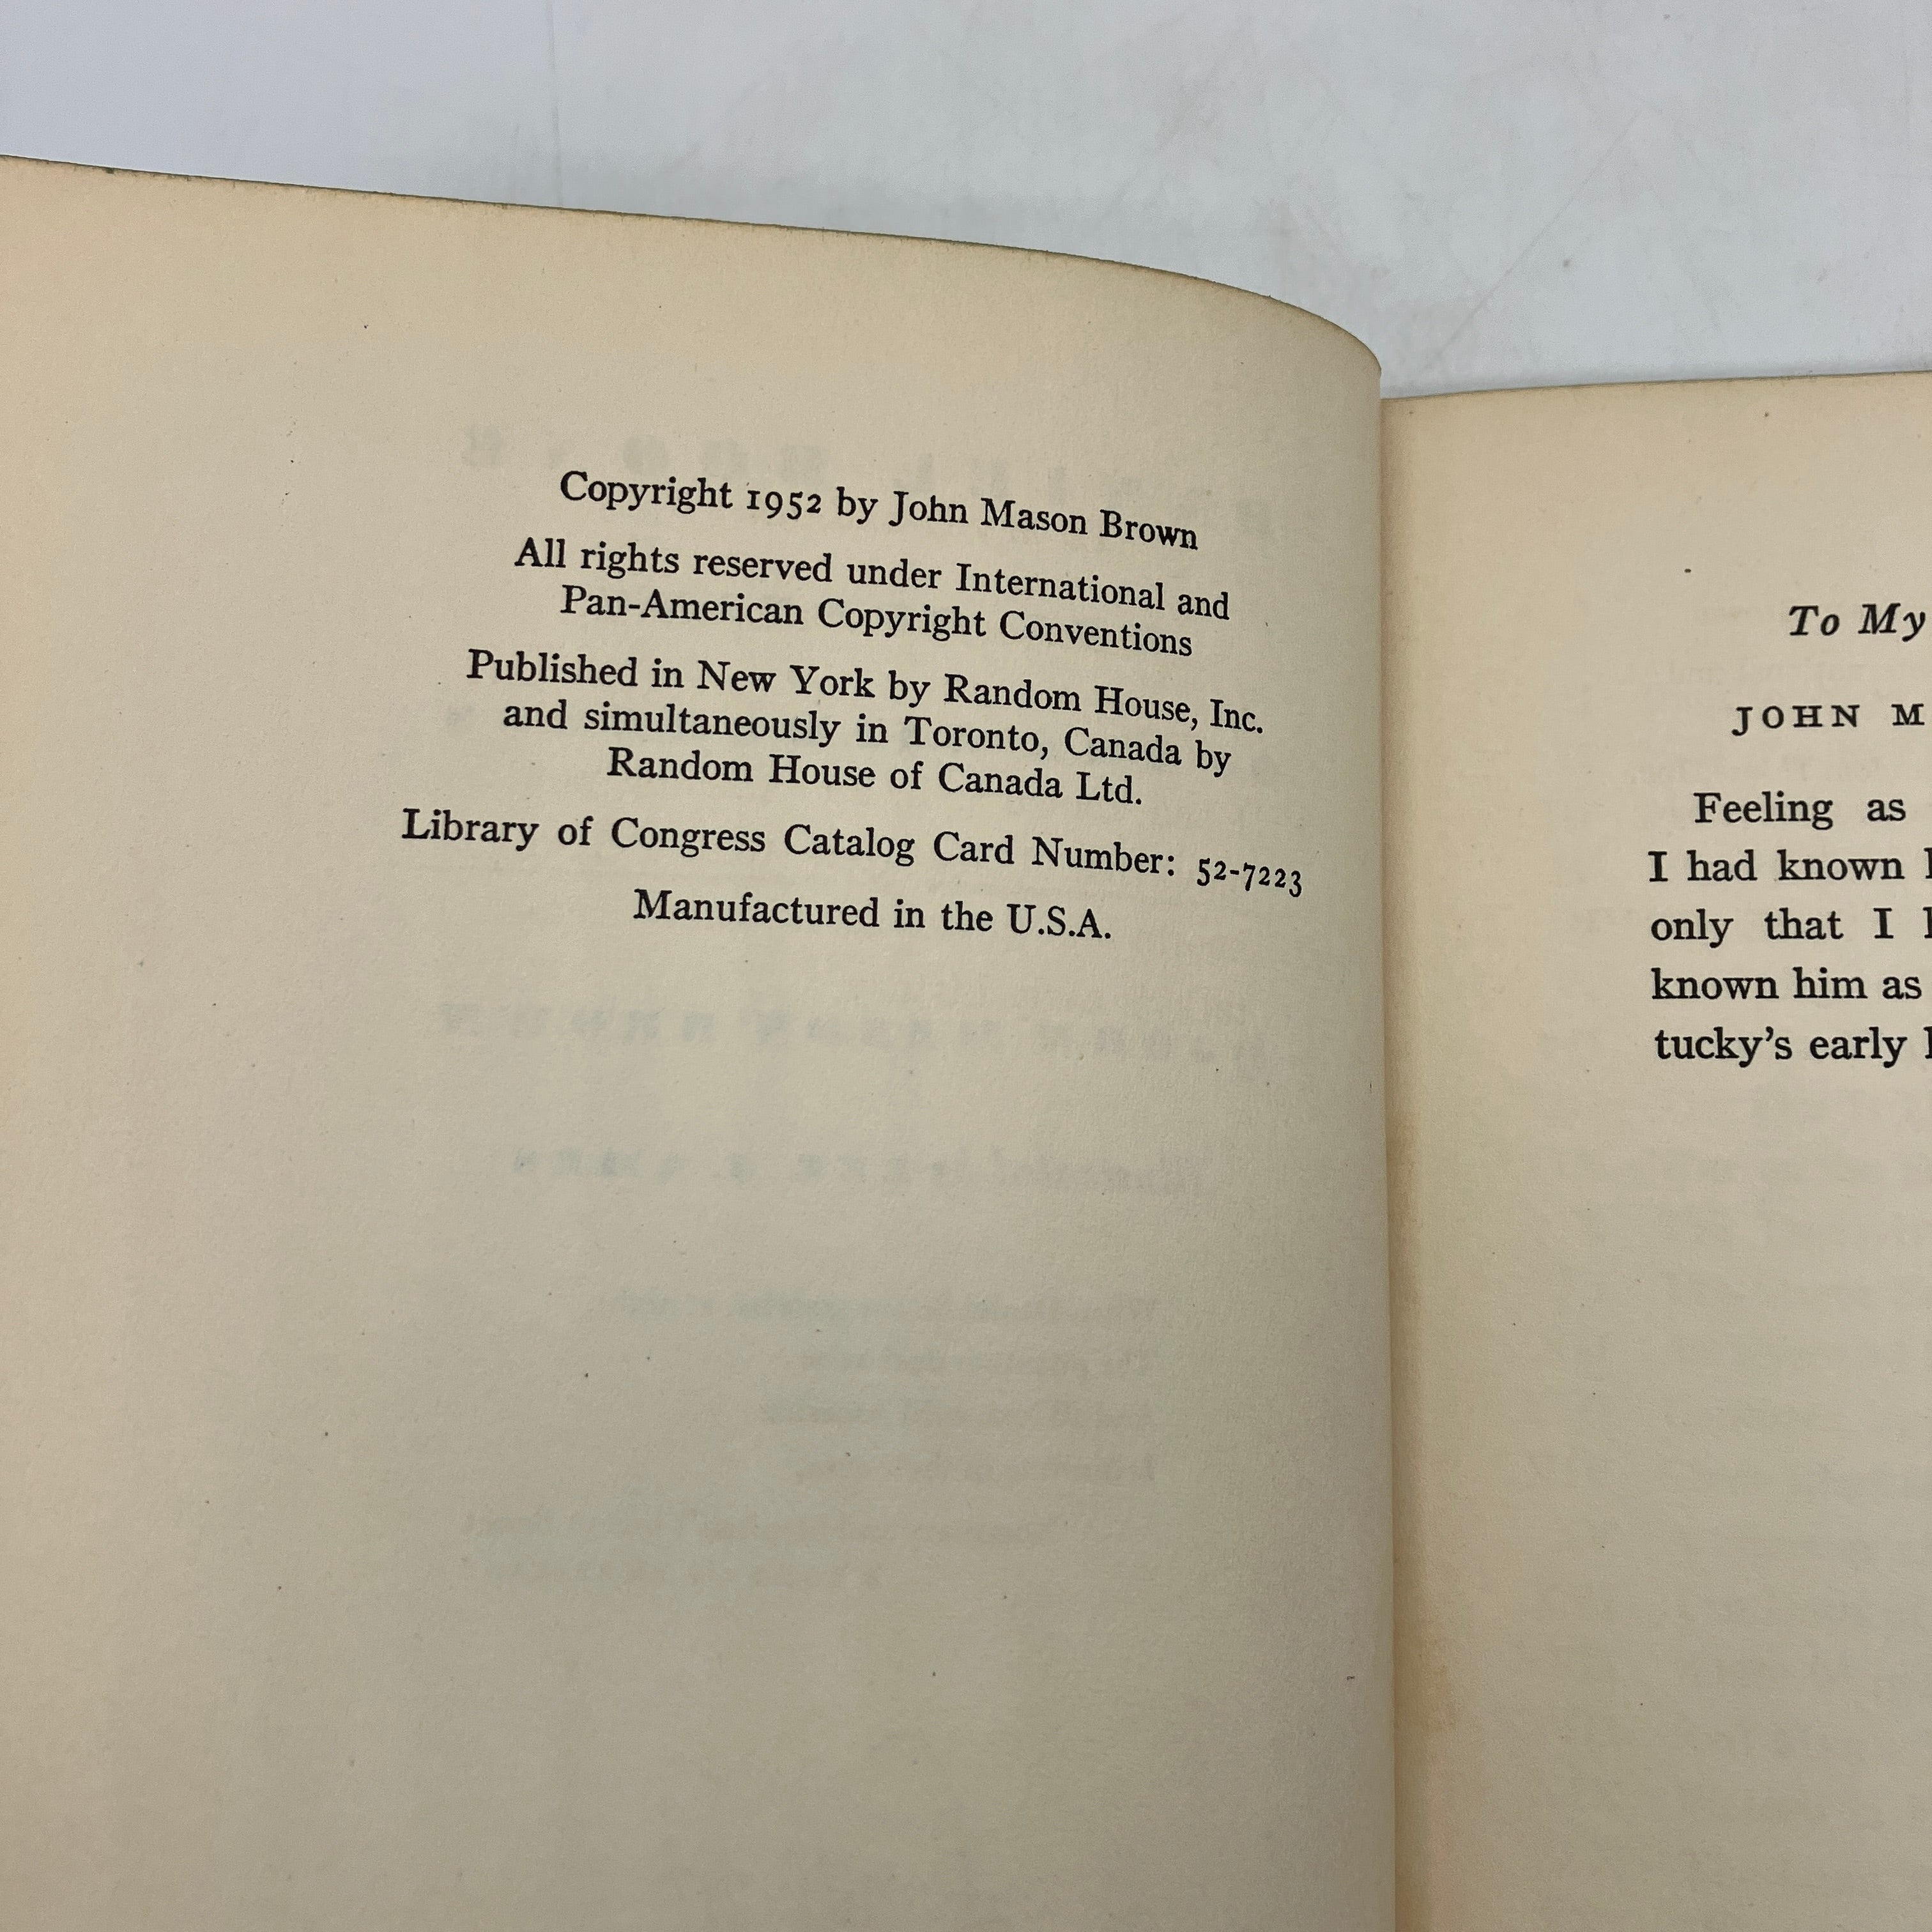 Copyright 1952 by John Mason Brown
All rights reserved under International and
Pan-American Copyright Conventions
Published in New York by Random House, Inc.
and simultaneously in Toronto, Canada by
Random House of Canada Ltd.
Library of Congress Catalog Card Number: 52-7223
Manufactured in the U.S.A.
To My
JOHN M
Feeling as
I had known
only that I
known him as
tucky's early